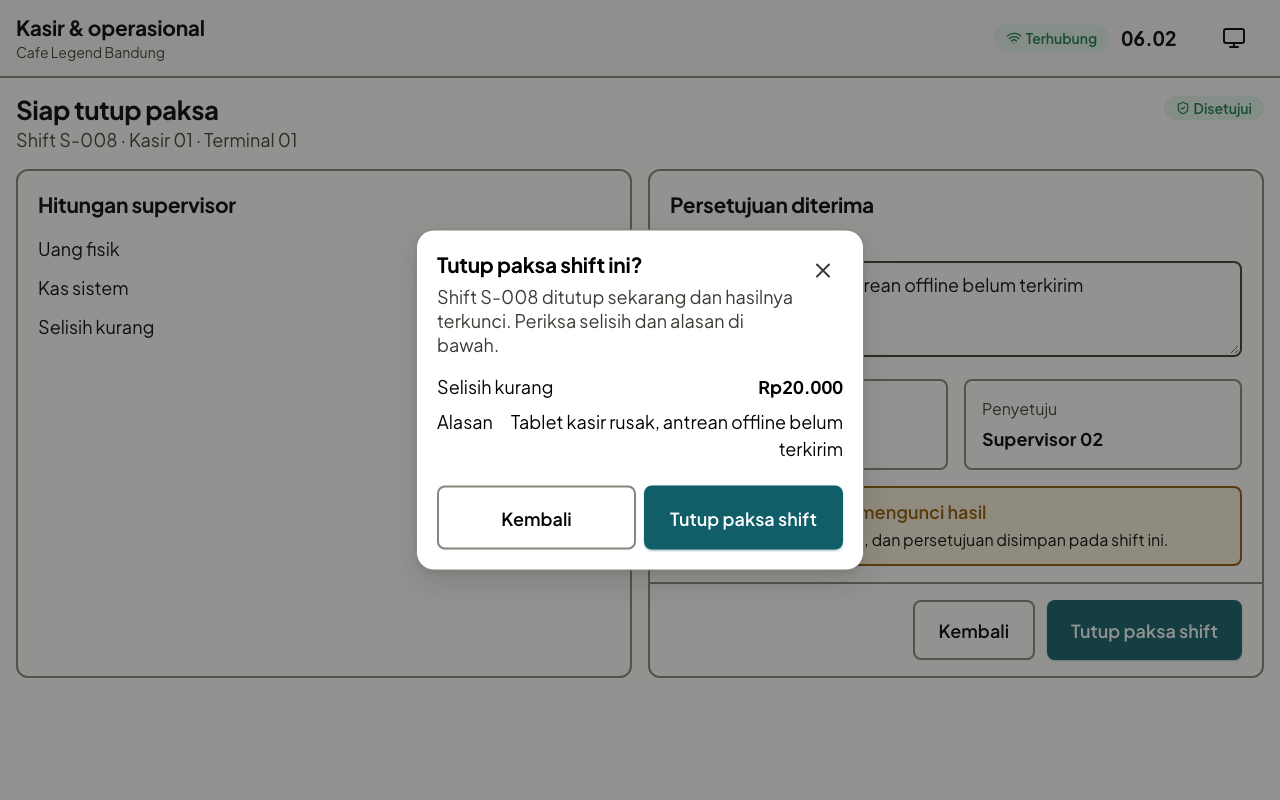 Kasir & operasional
Cafe Legend Bandung
Terhubung
06.02
Siap tutup paksa
Shift S-008 · Kasir 01 · Terminal 01
Disetujui
Hitungan supervisor
Uang fisik
Kas sistem
Selisih kurang
Persetujuan diterima
offline belum terkirim
Penyetuju
Supervisor 02
mengunci hasil
, dan persetujuan disimpan pada shift ini.
Kembali
Tutup paksa shift
Tutup paksa shift ini?
Shift S-008 ditutup sekarang dan hasilnya
terkunci. Periksa selisih dan alasan di
bawah.
Selisih kurang Rp20.000
Alasan Tablet kasir rusak, antrean offline belum
terkirim
Kembali
Tutup paksa shift